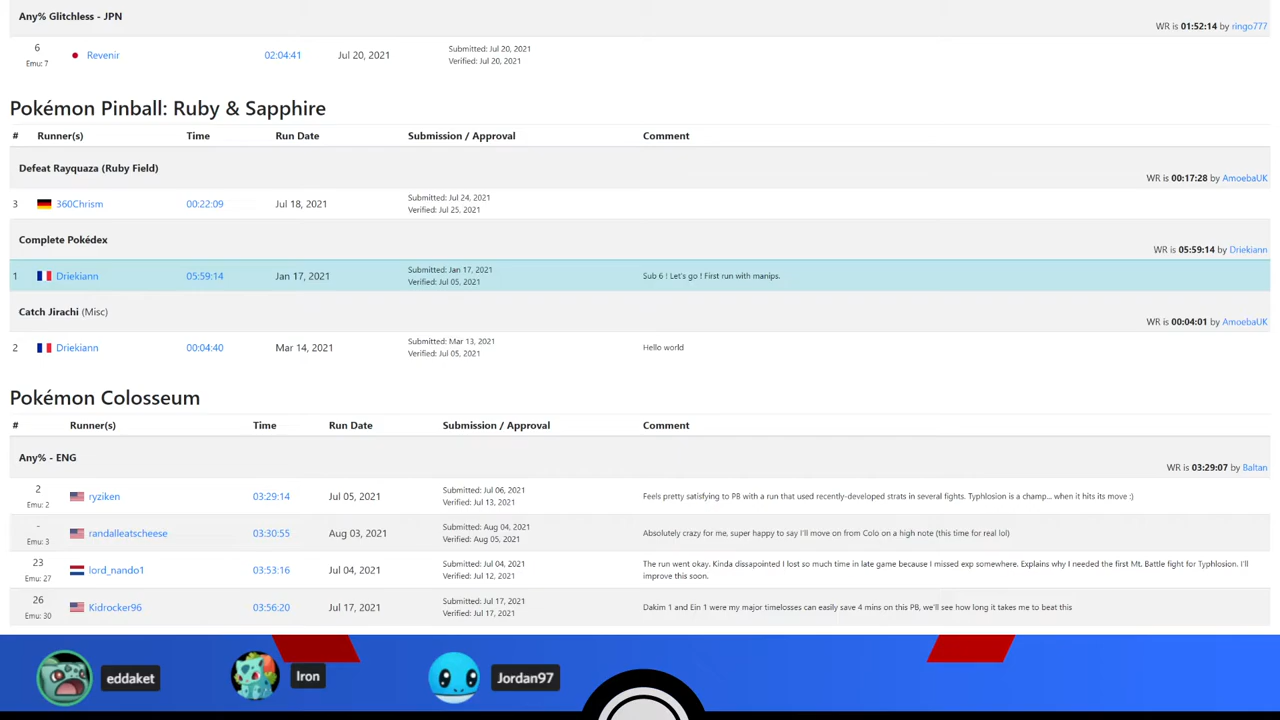 Any% Glitchless - JPN
WR is 01:52:14 by ringo777
6
Emu: 7
Revenir 02:04:41 Jul 20, 2021
Submitted: Jul 20, 2021
Verified: Jul 20, 2021
Pokémon Pinball: Ruby & Sapphire
# Runner(s) Time Run Date Submission / Approval Comment
Defeat Rayquaza (Ruby Field)
WR is 00:17:28 by AmoebaUK
3 360Chrism 00:22:09 Jul 18, 2021
Submitted: Jul 24, 2021
Verified: Jul 25, 2021
Complete Pokédex
WR is 05:59:14 by Driekiann
1 Driekiann 05:59:14 Jan 17, 2021
Submitted: Jan 17, 2021
Verified: Jul 05, 2021
Sub 6 ! Let's go ! First run with manips.
Catch Jirachi (Misc)
WR is 00:04:01 by AmoebaUK
2 Driekiann 00:04:40 Mar 14, 2021
Submitted: Mar 13, 2021
Verified: Jul 05, 2021
Hello world
Pokémon Colosseum
# Runner(s) Time Run Date Submission / Approval Comment
Any% - ENG
WR is 03:29:07 by Baltan
2
Emu: 2
ryziken 03:29:14 Jul 05, 2021
Submitted: Jul 06, 2021
Verified: Jul 13, 2021
Feels pretty satisfying to PB with a run that used recently-developed strats in several fights. Typhlosion is a champ... when it hits its move :)
-
Emu: 3
randalleatscheese 03:30:55 Aug 03, 2021
Submitted: Aug 04, 2021
Verified: Aug 05, 2021
Absolutely crazy for me, super happy to say I'll move on from Colo on a high note (this time for real lol)
23
Emu: 27
lord_nando1 03:53:16 Jul 04, 2021
Submitted: Jul 04, 2021
Verified: Jul 12, 2021
The run went okay. Kinda dissapointed I lost so much time in late game because I missed exp somewhere. Explains why I needed the first Mt. Battle fight for Typhlosion. I'll
improve this soon.
26
Emu: 30
Kidrocker96 03:56:20 Jul 17, 2021
Submitted: Jul 17, 2021
Verified: Jul 17, 2021
Dakim 1 and Ein 1 were my major timelosses can easily save 4 mins on this PB, we'll see how long it takes me to beat this
eddaket Iron Jordan97